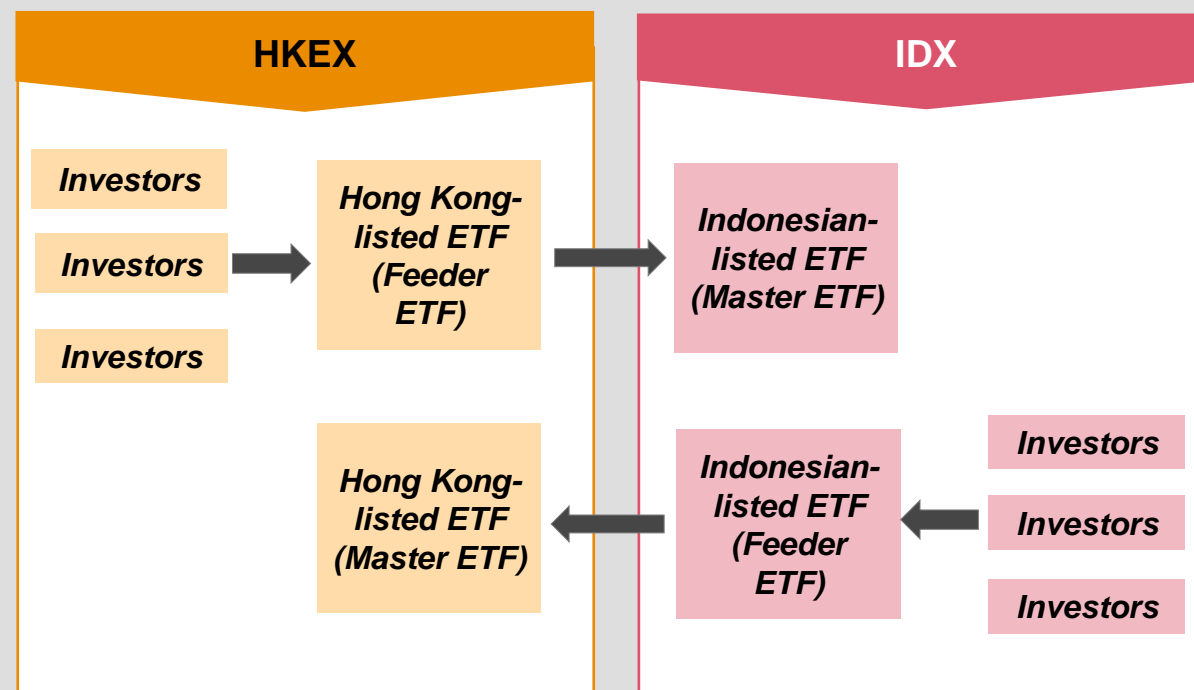 HKEX
IDX
Investors
Investors
Investors
Hong Kong-
listed ETF
(Feeder
ETF)
Indonesian-
listed ETF
(Master ETF)
Hong Kong-
listed ETF
(Master ETF)
Indonesian-
listed ETF
(Feeder
ETF)
Investors
Investors
Investors